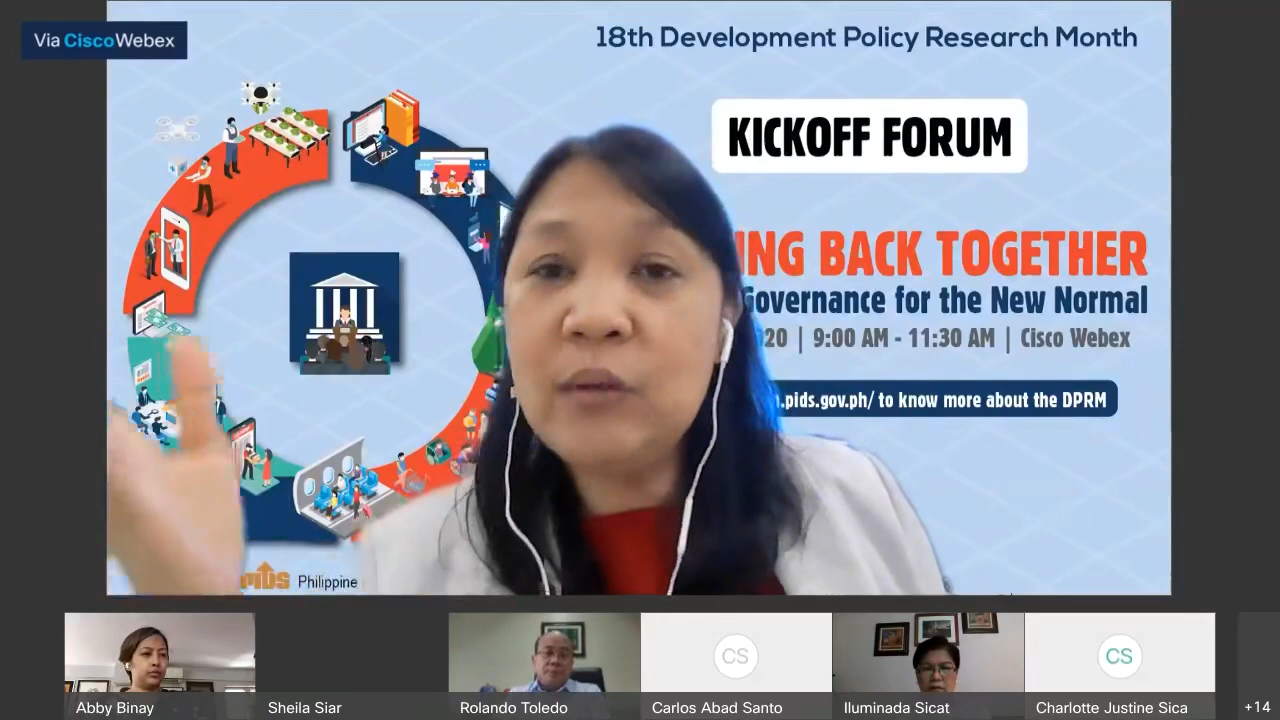 Via CiscoWebex
18th Development Policy Research Month
KICKOFF FORUM
ING BACK TOGETHER
Governance for the New Normal
20 | 9:00 AM - 11:30 AM | Cisco Webex
.pids.gov.ph/ to know more about the DPRM
PIDS Philippine
CS
CS
Abby Binay
Sheila Siar
Rolando Toledo
Carlos Abad Santo
Iluminada Sicat
Charlotte Justine Sica
+14